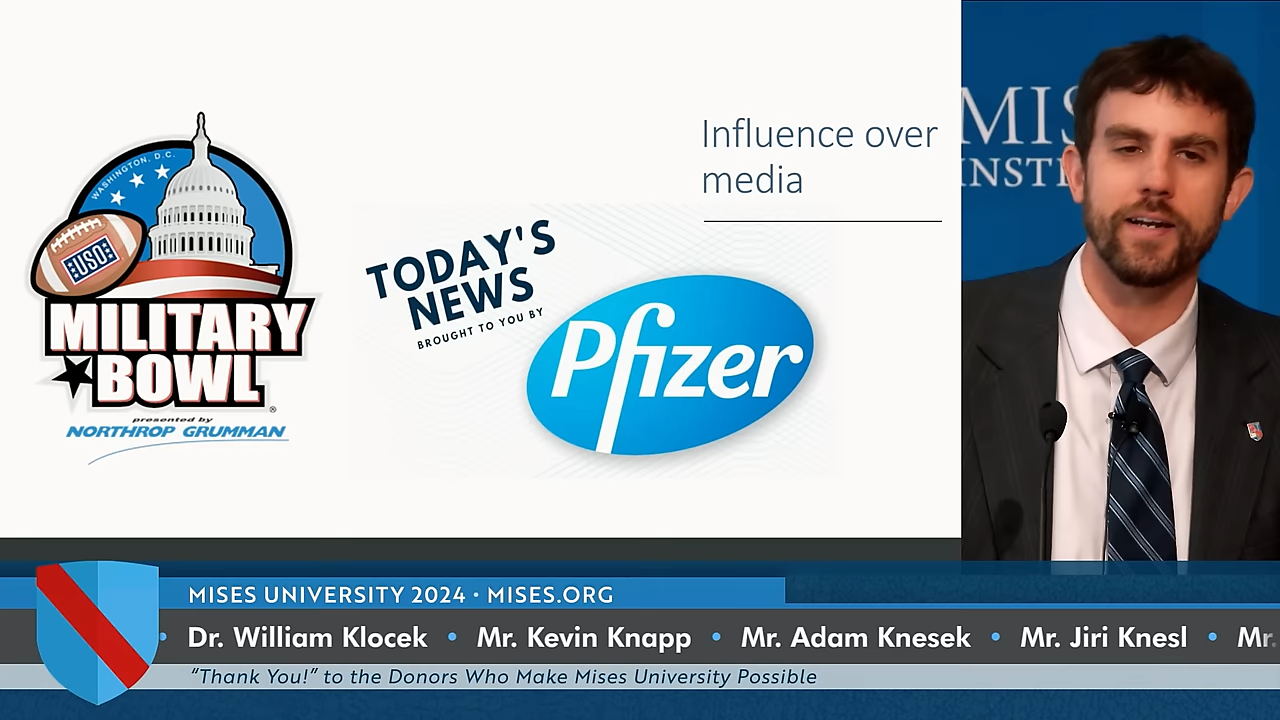 Influence over
media
WASHINGTON, D.C.
USO
MILITARY
BOWL
®
presented by
NORTHROP GRUMMAN
TODAY'S
NEWS
BROUGHT TO YOU BY
Pfizer
MIS
INSTI
MISES UNIVERSITY 2024 • MISES.ORG
• Dr. William Klocek • Mr. Kevin Knapp • Mr. Adam Knesek • Mr. Jiri Knesl • Mr.
“Thank You!” to the Donors Who Make Mises University Possible